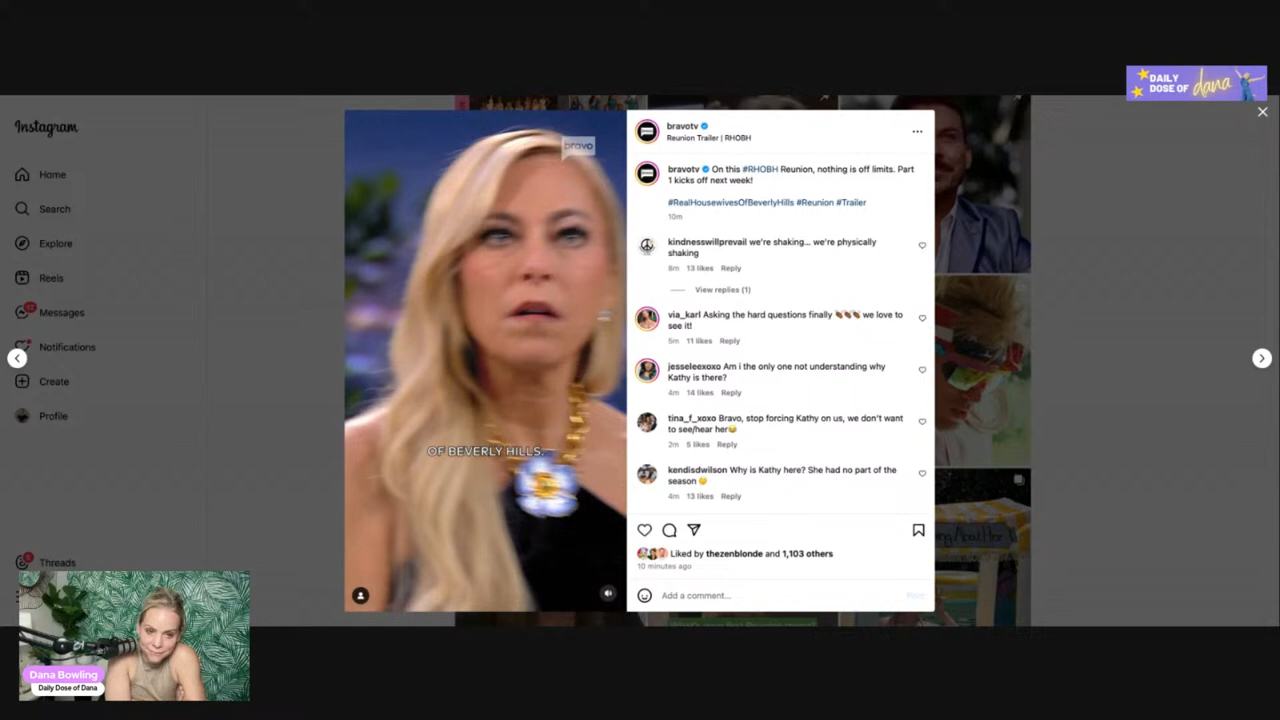 DAILY
DOSE OF dana
Instagram
Home
Search
Explore
Reels
Messages
Notifications
Create
Profile
Threads
bravo
OF BEVERLY HILLS.
bravotv
Reunion Trailer | RHOBH
bravotv On this #RHOBH Reunion, nothing is off limits. Part
1 kicks off next week!
#RealHousewivesOfBeverlyHills #Reunion #Trailer
10m
kindnesswillprevail we're shaking... we're physically
shaking
8m 13 likes Reply
View replies (1)
via_karl Asking the hard questions finally 👏🏾👏🏾👏🏾 we love to
see it!
5m 11 likes Reply
jesseleexoxo Am i the only one not understanding why
Kathy is there?
4m 14 likes Reply
tina_f_xoxo Bravo, stop forcing Kathy on us, we don't want
to see/hear her😂
2m 5 likes Reply
kendisdwilson Why is Kathy here? She had no part of the
season
4m 13 likes Reply
Liked by thezenblonde and 1,103 others
10 minutes ago
Add a comment...
Post
Dana Bowling
Daily Dose of Dana